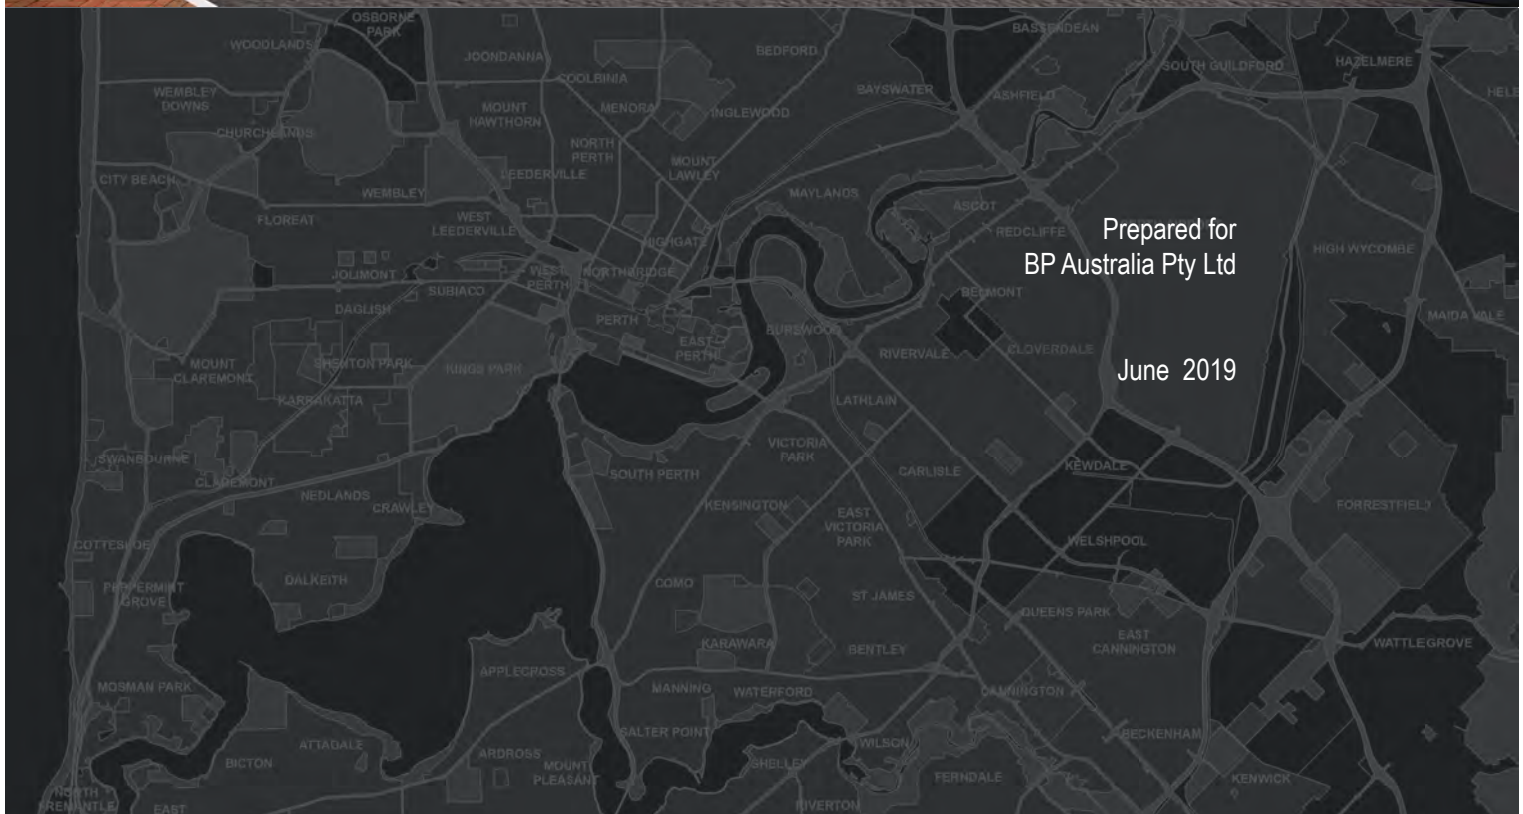 OSBORNE
PARK
BASSENDEAN
WOODLANDS
JOONDANNA
BEDFORD
SOUTH GUILDFORD
HAZELMERE
COOLBINIA
WEMBLEY
DOWNS
BAYSWATER
ASHFIELD
MOUNT
HAWTHORN
MENORA
INGLEWOOD
CHURCHLANDS
NORTH
PERTH
MOUNT
LAWLEY
LEEDERVILLE
CITY BEACH
WEMBLEY
MAYLANDS
ASCOT
FLOREAT
WEST
LEEDERVILLE
REDCLIFFE
Prepared for
BP Australia Pty Ltd
HIGHGATE
HIGH WYCOMBE
JOLIMONT
WEST
PERTH
NORTHBRIDGE
SUBIACO
BELMONT
DAGLISH
PERTH
MAIDA VALE
BURSWOOD
EAST
PERTH
RIVERVALE
CLOVERDALE
MOUNT
CLAREMONT
SHENTON PARK
KINGS PARK
June 2019
KARRAKATTA
LATHLAIN
VICTORIA
PARK
SWANBOURNE
CLAREMONT
SOUTH PERTH
CARLISLE
KEWDALE
NEDLANDS
CRAWLEY
KENSINGTON
FORRESTFIELD
EAST
VICTORIA
PARK
COTTESLOE
WELSHPOOL
PEPPERMINT
GROVE
DALKEITH
COMO
ST JAMES
QUEENS PARK
EAST
CANNINGTON
KARAWARA
BENTLEY
WATTLE GROVE
APPLECROSS
MOSMAN PARK
MANNING
WATERFORD
CANNINGTON
SALTER POINT
BECKENHAM
ATTADALE
WILSON
BICTON
ARDROSS
MOUNT
PLEASANT
SHELLEY
FERNDALE
KENWICK
NORTH
FREMANTLE
EAST
RIVERTON